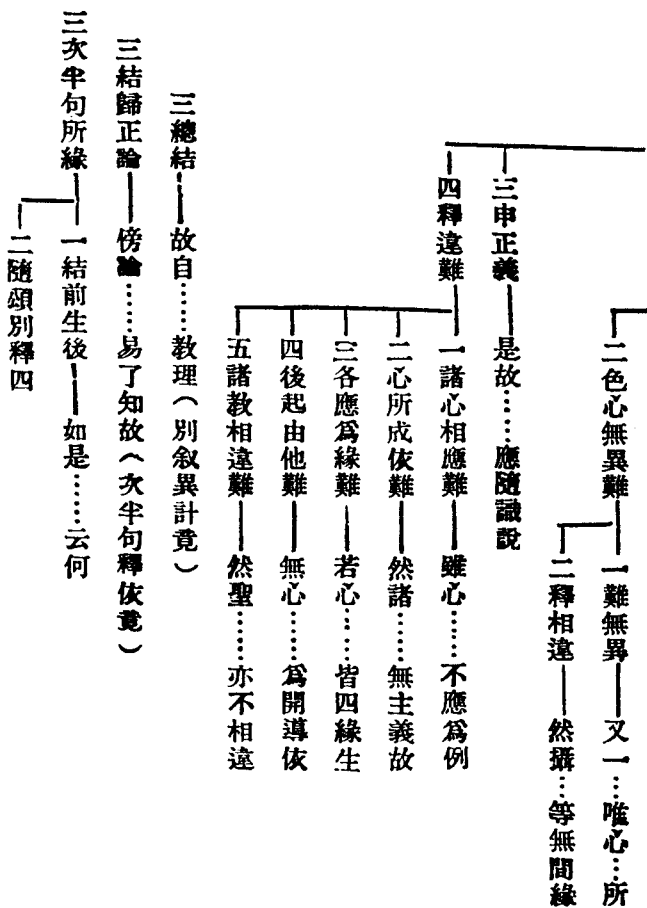 二色心無異難
一難無異 又一…唯心…所
二釋相違 然攝…等無間緣
三申正義 是故……應隨識說
四釋違難
一諸心相應難 雖心……不應爲例
二心所成依難 然諸……無主義故
三各應爲緣難 若心……皆四緣生
四後起由他難 無心……爲開導依
五諸教相違難 然聖……亦不相違
三總結 故自……教理(別叙異計竟)
三結歸正論 傍論……易了知故(次半句釋依竟)
三次半句所緣
一結前生後 如是……云何
二隨頌別釋四